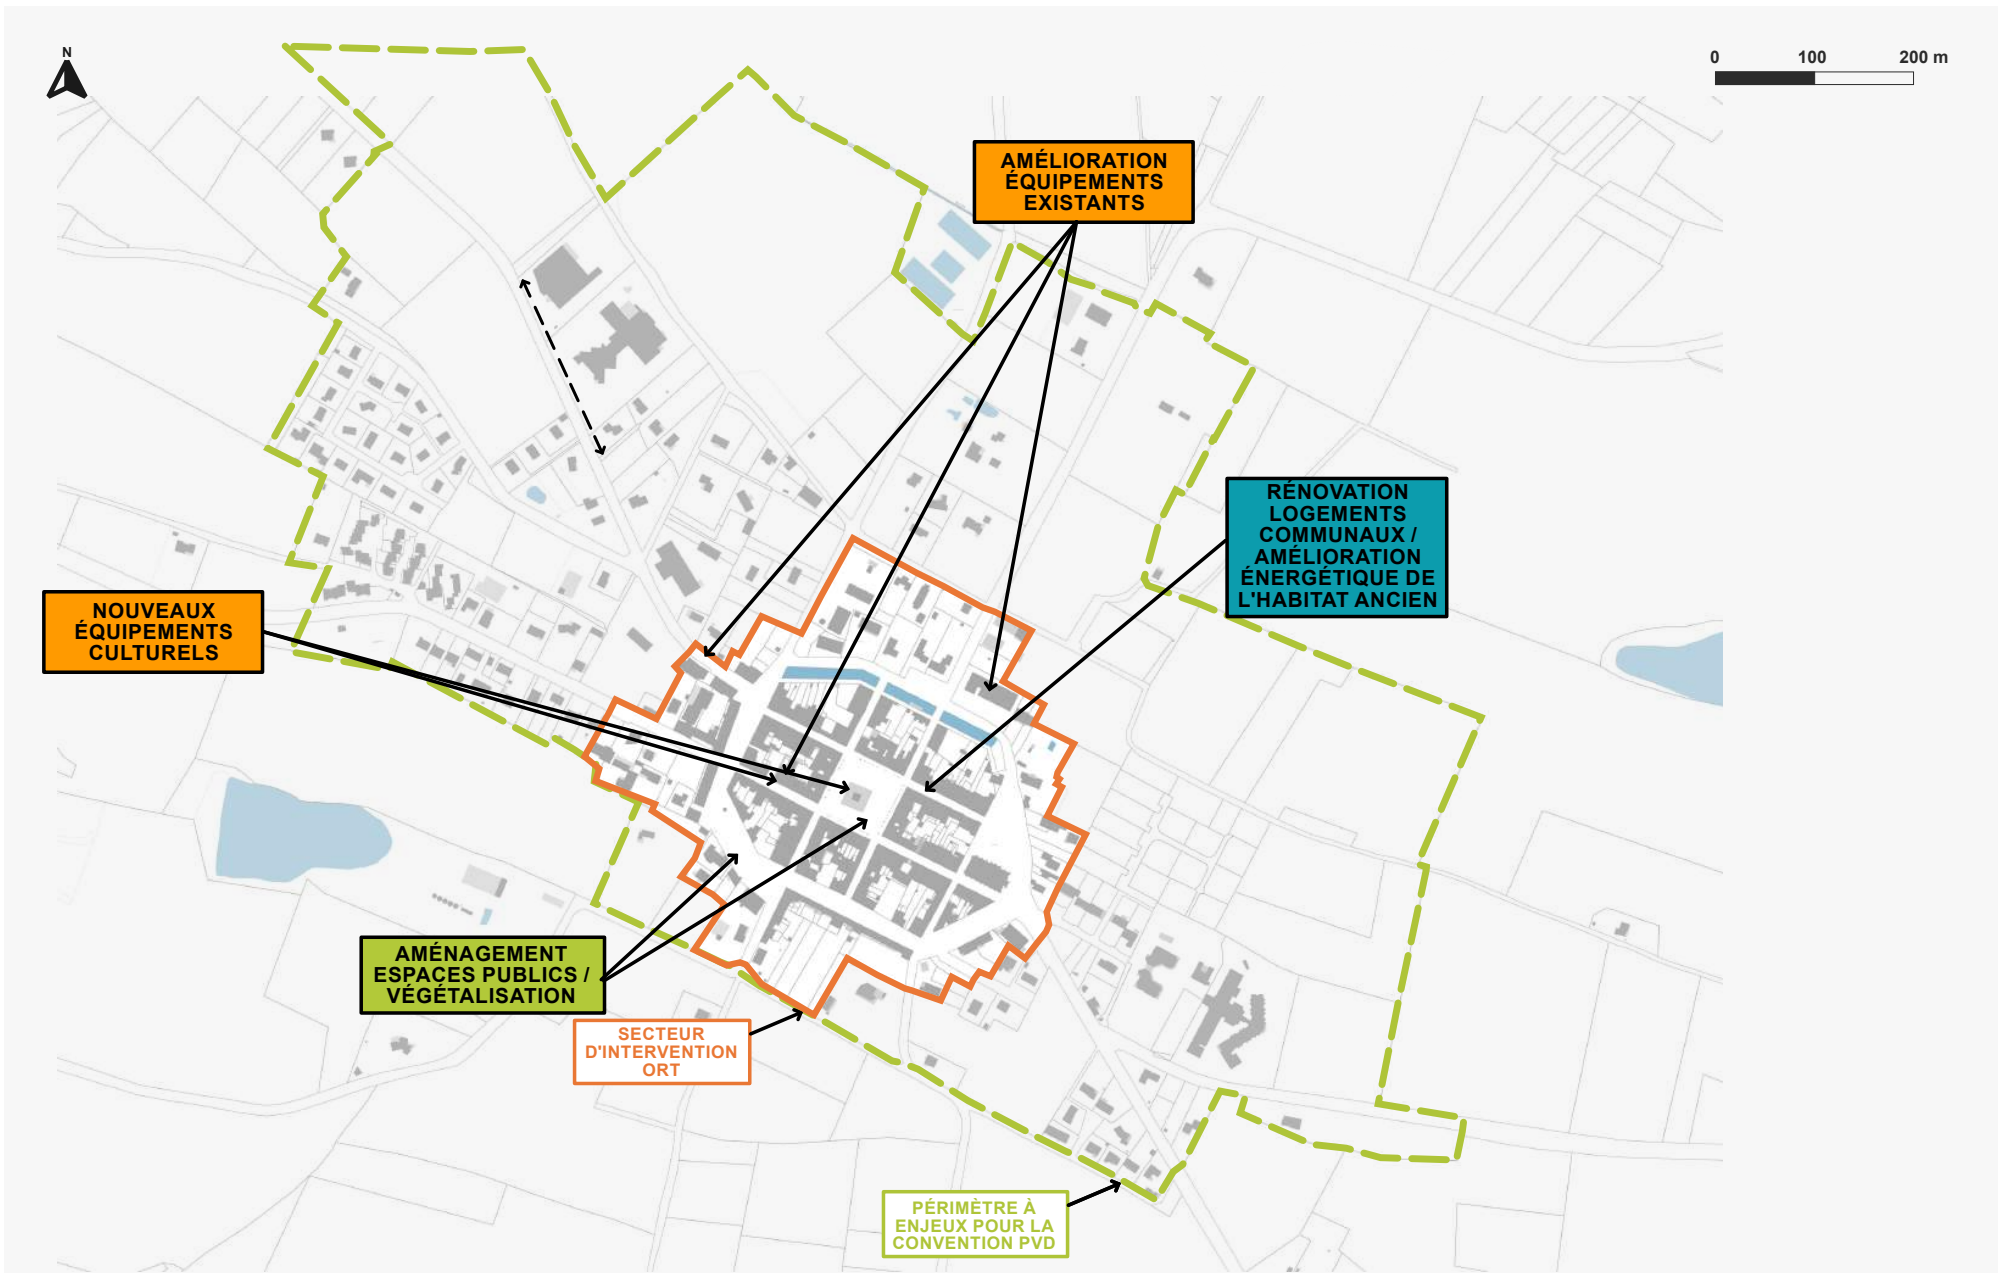 N
0 100 200 m
AMÉLIORATION
ÉQUIPEMENTS
EXISTANTS
RÉNOVATION
LOGEMENTS
COMMUNAUX /
AMÉLIORATION
ÉNERGÉTIQUE DE
L'HABITAT ANCIEN
NOUVEAUX
ÉQUIPEMENTS
CULTURELS
AMÉNAGEMENT
ESPACES PUBLICS /
VÉGÉTALISATION
SECTEUR
D'INTERVENTION
ORT
PÉRIMÈTRE À
ENJEUX POUR LA
CONVENTION PVD